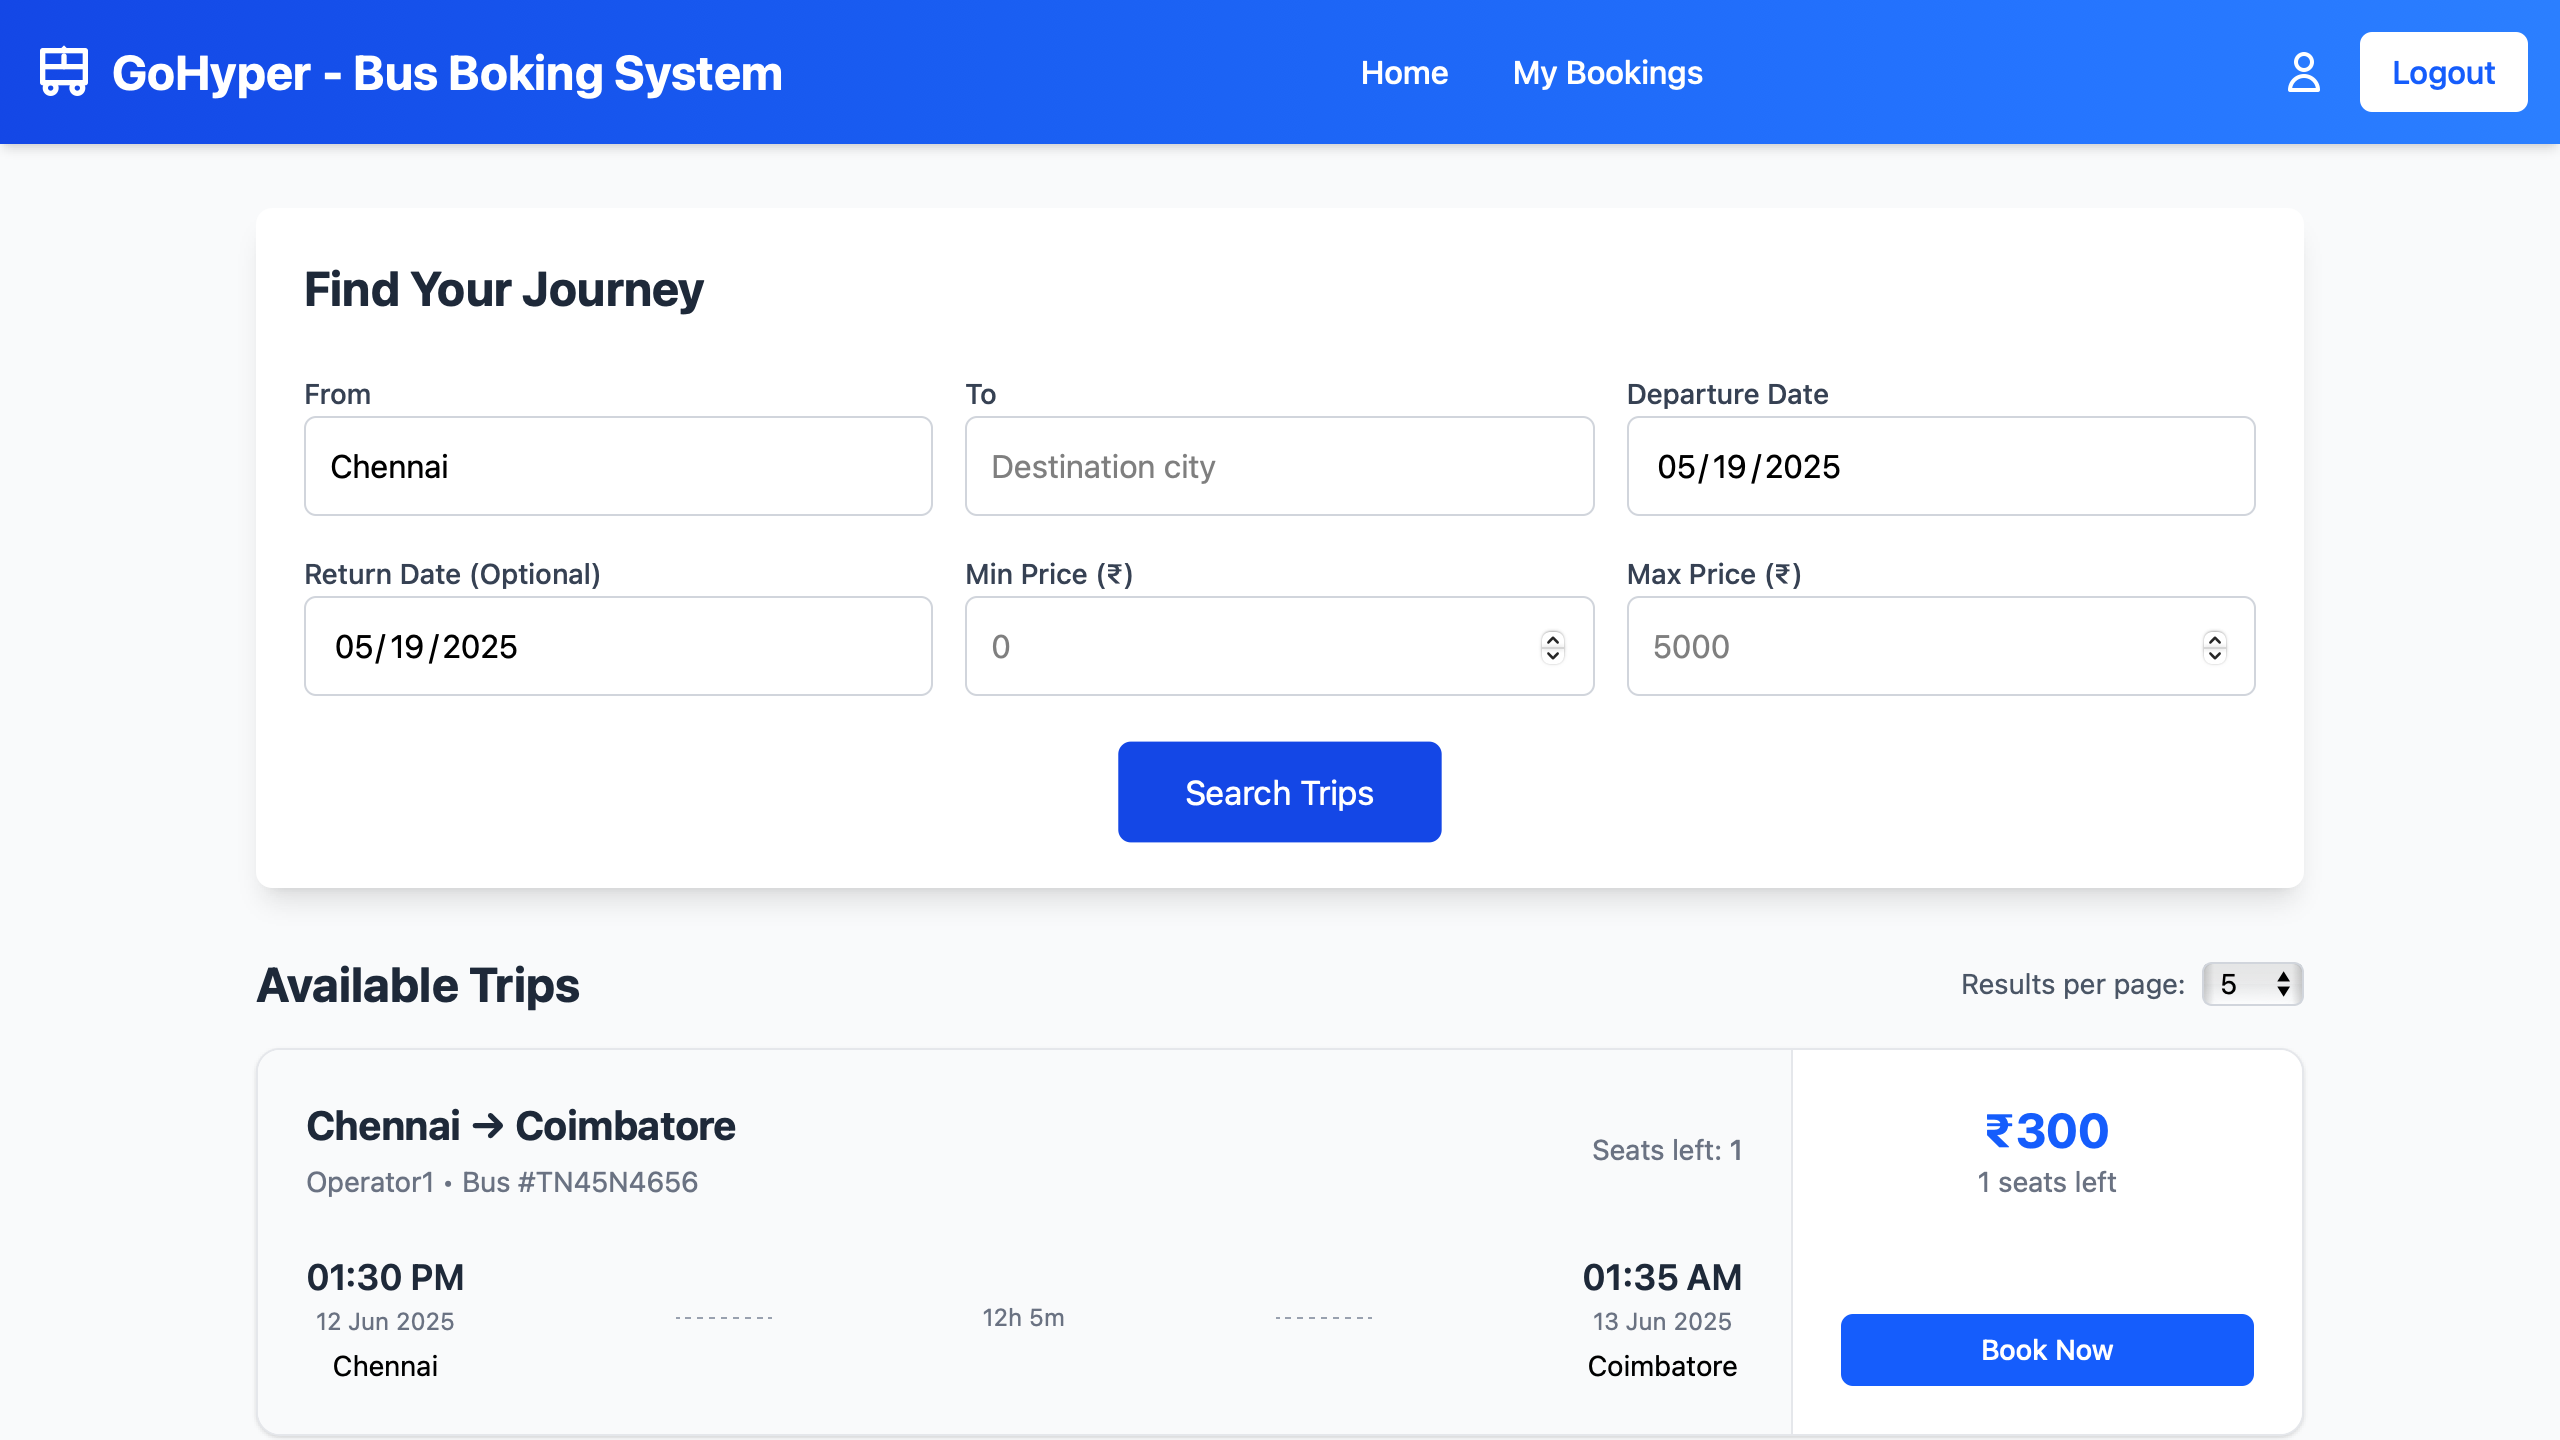 GoHyper - Bus Boking System
Home
My Bookings
Logout
Find Your Journey
From
To
Departure Date
Chennai
Destination city
05/19/2025
Return Date (Optional)
Min Price (₹)
Max Price (₹)
05/19/2025
0
5000
Search Trips
Available Trips
Results per page:
5
Chennai → Coimbatore
Operator1 • Bus #TN45N4656
Seats left: 1
₹300
1 seats left
01:30 PM
12 Jun 2025
Chennai
12h 5m
01:35 AM
13 Jun 2025
Coimbatore
Book Now